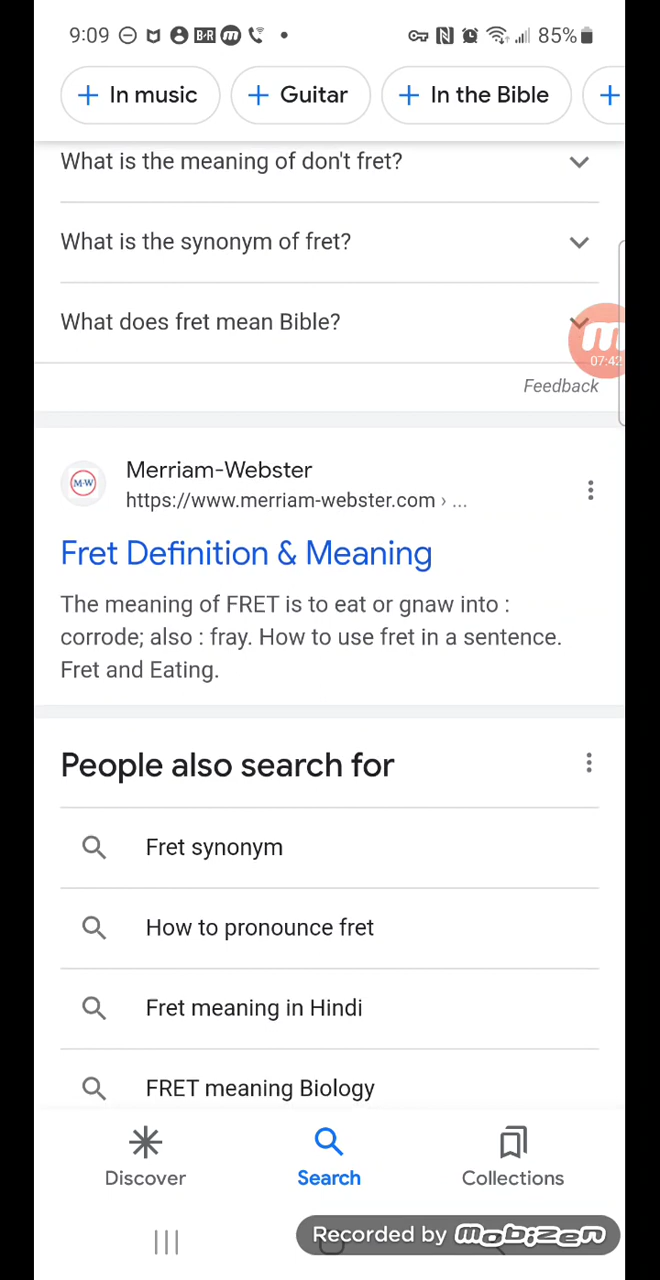 9:09 B·R m 85%
+ In music + Guitar + In the Bible +
What is the meaning of don't fret?
What is the synonym of fret?
What does fret mean Bible?
m
07:42
Feedback
M-W
Merriam-Webster
https://www.merriam-webster.com › ...
Fret Definition & Meaning
The meaning of FRET is to eat or gnaw into :
corrode; also : fray. How to use fret in a sentence.
Fret and Eating.
People also search for
Fret synonym
How to pronounce fret
Fret meaning in Hindi
FRET meaning Biology
Discover Search Collections
Recorded by mobizen